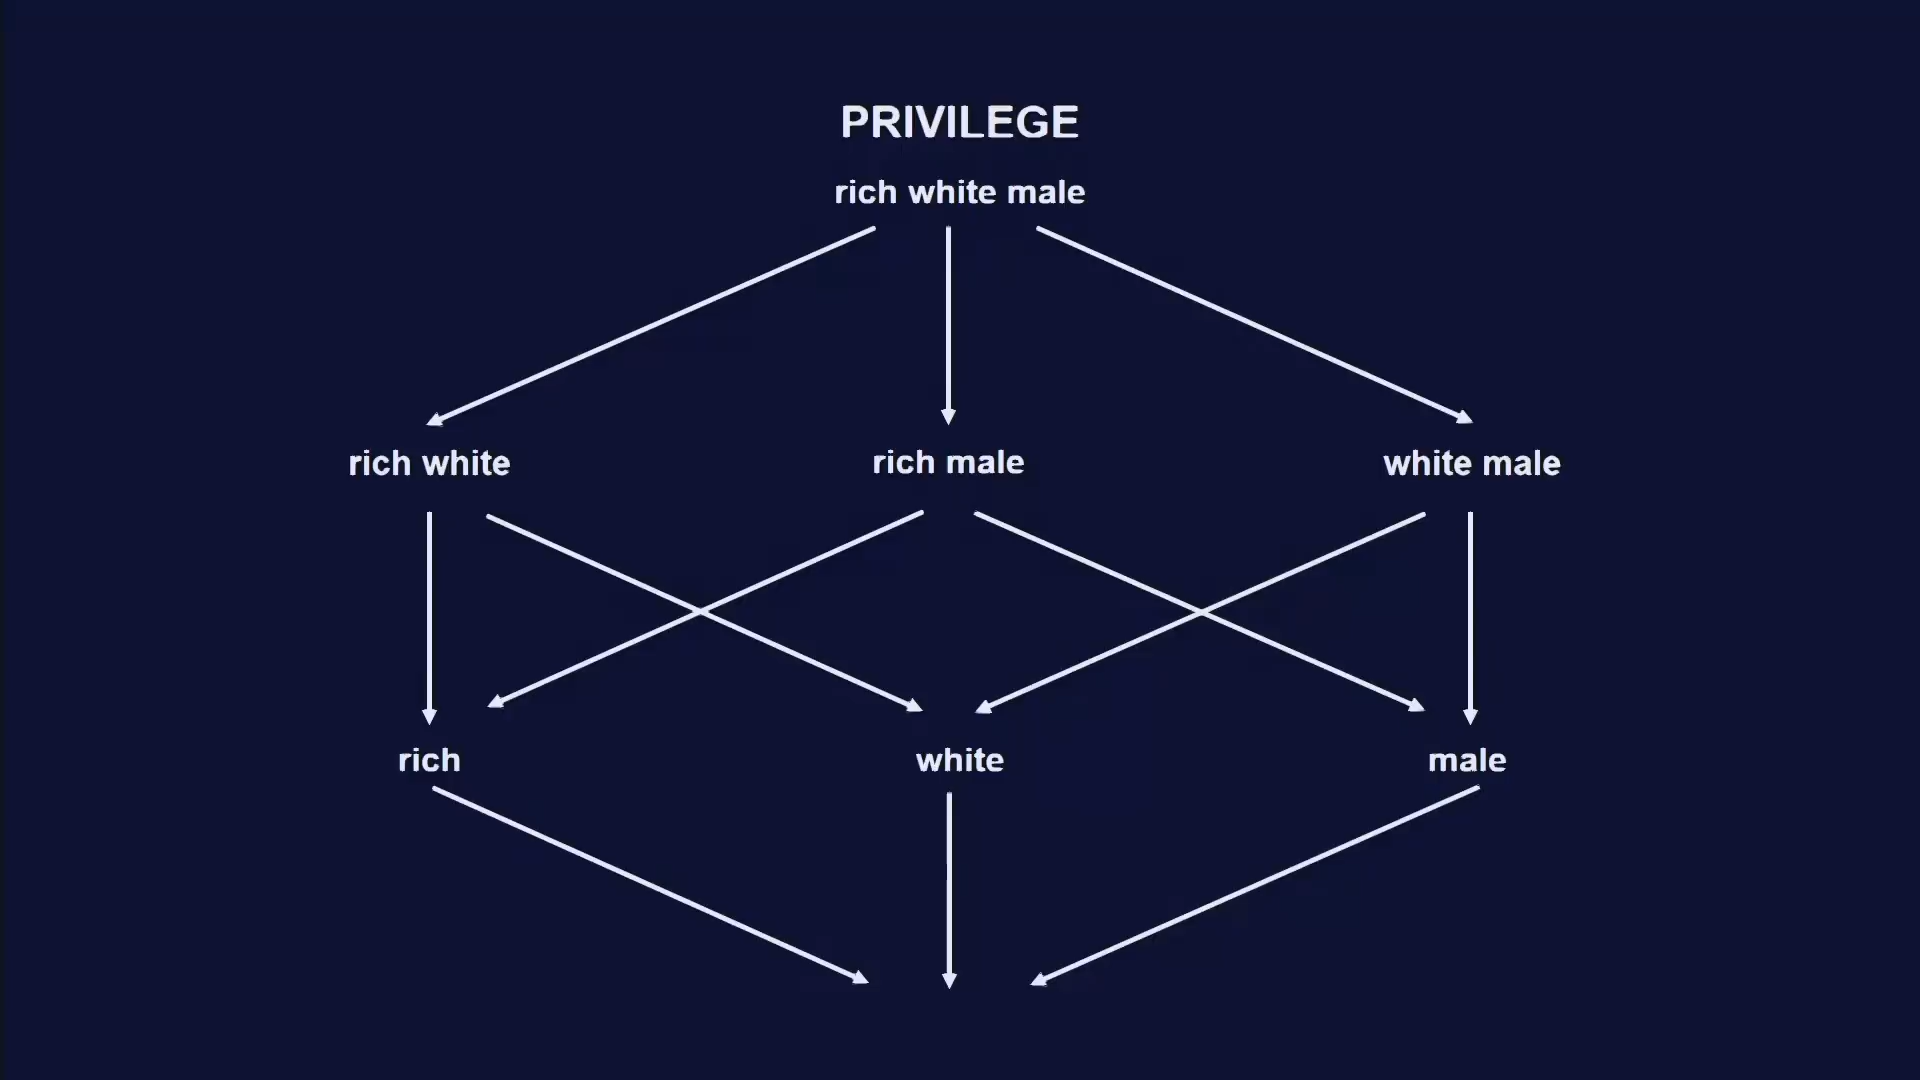 PRIVILEGE
rich white male
rich white
rich male
white male
rich
white
male